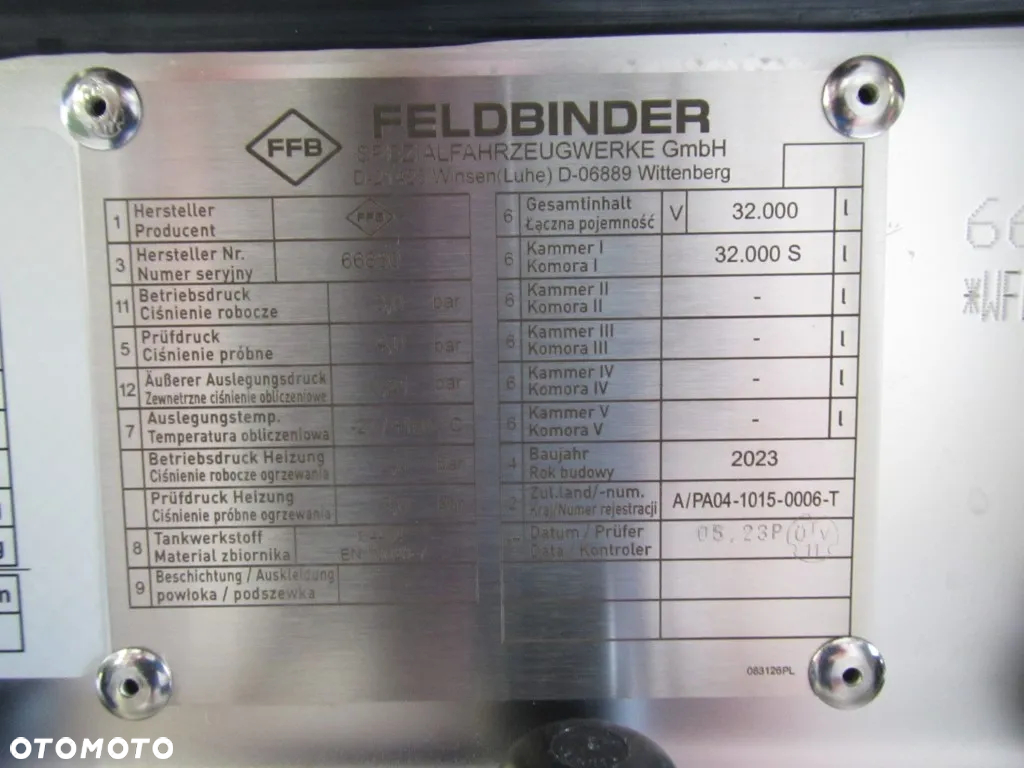 FFB
FELDBINDER
SPEZIALFAHRZEUGWERKE GmbH
Winsen(Luhe) D-06889 Wittenberg
1 Hersteller
Producent
FFB
3 Hersteller Nr.
Numer seryjny
11 Betriebsdruck
Ciśnienie robocze
bar
5 Prüfdruck
Ciśnienie próbne
bar
12 Äußerer Auslegungsdruck
Zewnetrzne ciśnienie obliczeniowe
bar
7 Auslegungstemp.
Temperatura obliczeniowa
C
Betriebsdruck Heizung
Ciśnienie robocze ogrzewania
bar
Prüfdruck Heizung
Ciśnienie próbne ogrzewania
bar
8 Tankwerkstoff
Material zbiornika
EN
9 Beschichtung / Auskleidung
powłoka / podszewka
6 Gesamtinhalt V 32.000 l
Łączna pojemność
6 Kammer I 32.000 S l
Komora I
6 Kammer II - l
Komora II
6 Kammer III - l
Komora III
6 Kammer IV - l
Komora IV
6 Kammer V - l
Komora V
4 Baujahr 2023
Rok budowy
2 Zul.land/-num. A/PA04-1015-0006-T
Kraj/Numer rejestracji
Datum / Prüfer 05.23P
Data / Kontroler
083126PL
66
*WF
g
n
OTOMOTO